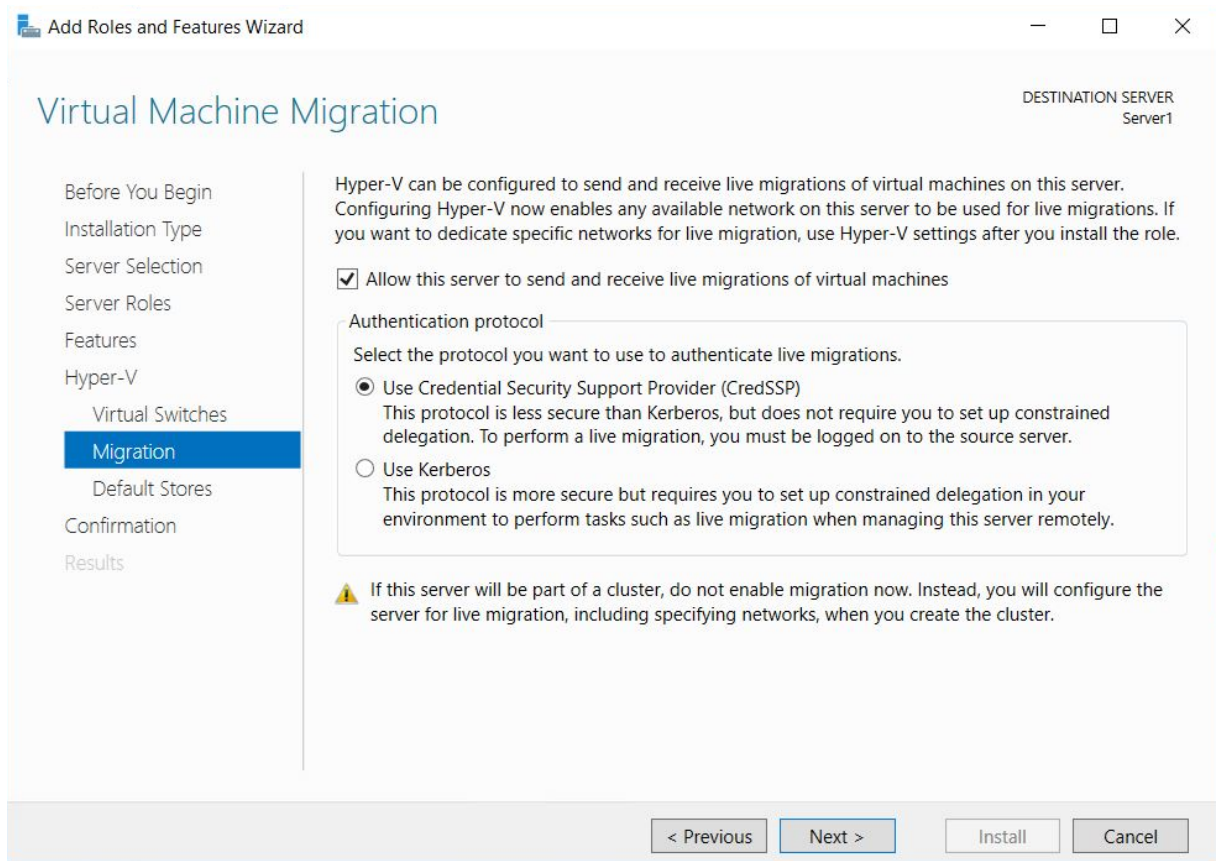 Add Roles and Features Wizard
Virtual Machine Migration
DESTINATION SERVER
Server1
Before You Begin
Installation Type
Server Selection
Server Roles
Features
Hyper-V
Virtual Switches
Migration
Default Stores
Confirmation
Results
Hyper-V can be configured to send and receive live migrations of virtual machines on this server.
Configuring Hyper-V now enables any available network on this server to be used for live migrations. If
you want to dedicate specific networks for live migration, use Hyper-V settings after you install the role.
Allow this server to send and receive live migrations of virtual machines
Authentication protocol
Select the protocol you want to use to authenticate live migrations.
Use Credential Security Support Provider (CredSSP)
This protocol is less secure than Kerberos, but does not require you to set up constrained
delegation. To perform a live migration, you must be logged on to the source server.
Use Kerberos
This protocol is more secure but requires you to set up constrained delegation in your
environment to perform tasks such as live migration when managing this server remotely.
If this server will be part of a cluster, do not enable migration now. Instead, you will configure the
server for live migration, including specifying networks, when you create the cluster.
< Previous
Next >
Install
Cancel